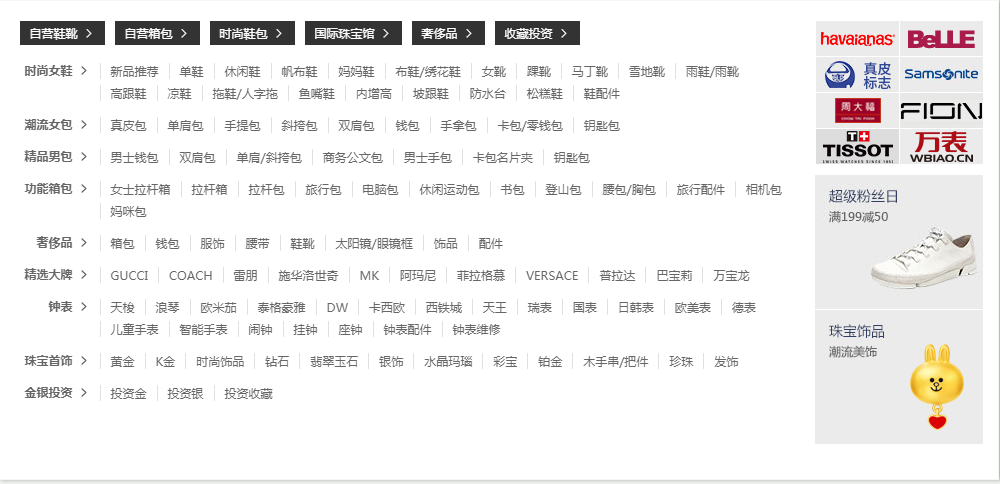 自营鞋靴 > 自营箱包 > 时尚鞋包 > 国际珠宝馆 > 奢侈品 > 收藏投资 >
时尚女鞋 > 新品推荐 单鞋 休闲鞋 帆布鞋 妈妈鞋 布鞋/绣花鞋 女靴 踝靴 马丁靴 雪地靴 雨鞋/雨靴
高跟鞋 凉鞋 拖鞋/人字拖 鱼嘴鞋 内增高 坡跟鞋 防水台 松糕鞋 鞋配件
潮流女包 > 真皮包 单肩包 手提包 斜挎包 双肩包 钱包 手拿包 卡包/零钱包 钥匙包
精品男包 > 男士钱包 双肩包 单肩/斜挎包 商务公文包 男士手包 卡包名片夹 钥匙包
功能箱包 > 女士拉杆箱 拉杆箱 拉杆包 旅行包 电脑包 休闲运动包 书包 登山包 腰包/胸包 旅行配件 相机包
妈咪包
奢侈品 > 箱包 钱包 服饰 腰带 鞋靴 太阳镜/眼镜框 饰品 配件
精选大牌 > GUCCI COACH 雷朋 施华洛世奇 MK 阿玛尼 菲拉格慕 VERSACE 普拉达 巴宝莉 万宝龙
钟表 > 天梭 浪琴 欧米茄 泰格豪雅 DW 卡西欧 西铁城 天王 瑞表 国表 日韩表 欧美表 德表
儿童手表 智能手表 闹钟 挂钟 座钟 钟表配件 钟表维修
珠宝首饰 > 黄金 K金 时尚饰品 钻石 翡翠玉石 银饰 水晶玛瑙 彩宝 铂金 木手串/把件 珍珠 发饰
金银投资 > 投资金 投资银 投资收藏
havaianas BeLLE
真皮
标志
Samsonite
周大福
CHOW TAI FOOK
FION
T+
TISSOT
SWISS WATCHES SINCE 1853
万表
WBIAO.CN
超级粉丝日
满199减50
珠宝饰品
潮流美饰